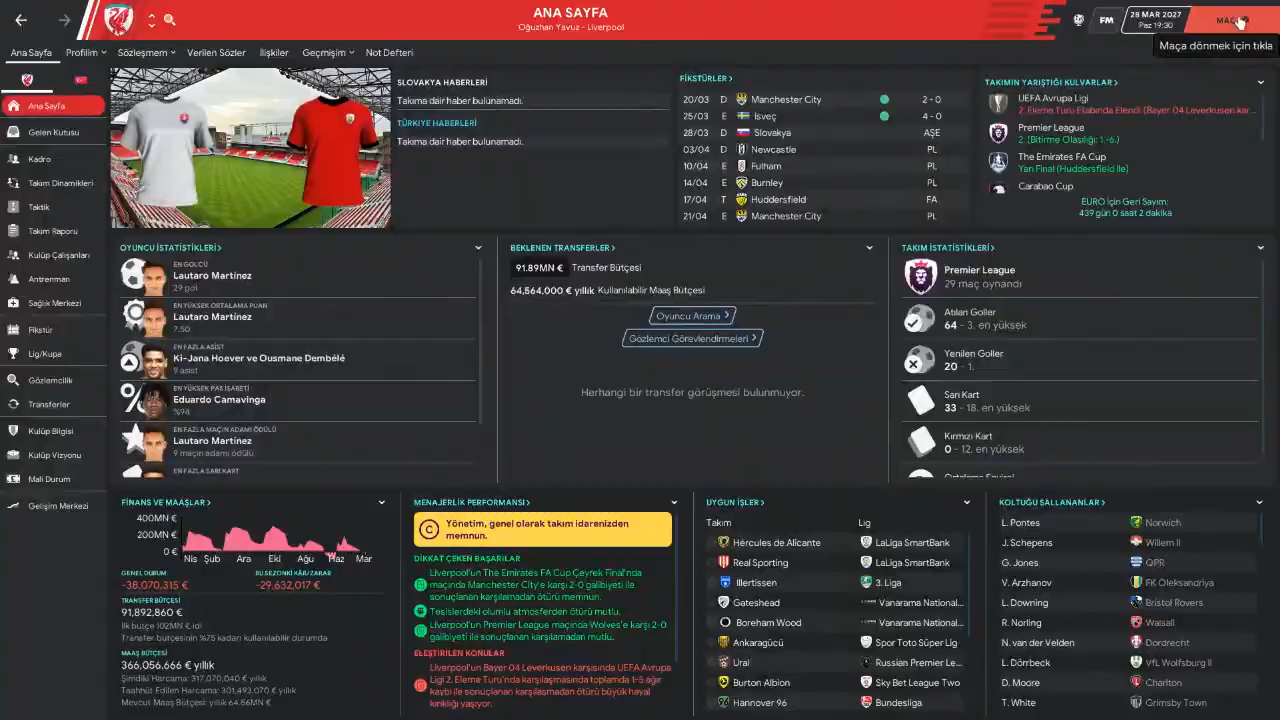 ANA SAYFA
Oğuzhan Yavuz - Liverpool
FM
28 MAR 2027
Paz 19:30
Maça dönmek için tıkla
Ana Sayfa
Profilim
Sözleşmem
Verilen Sözler
İlişkiler
Geçmişim
Not Defteri
Ana Sayfa
Gelen Kutusu
Kadro
Takım Dinamikleri
Taktik
Takım Raporu
Kulüp Çalışanları
Antrenman
Sağlık Merkezi
Fikstür
Lig/Kupa
Gözlemcilik
Transferler
Kulüp Bilgisi
Kulüp Vizyonu
Mali Durum
Gelişim Merkezi
SLOVAKYA HABERLERİ
Takıma dair haber bulunamadı.
TÜRKİYE HABERLERİ
Takıma dair haber bulunamadı.
FİKSTÜRLER >
20/03 D Manchester City 2 - 0
25/03 E İsveç 4 - 0
28/03 D Slovakya AŞE
03/04 D Newcastle PL
10/04 E Fulham PL
14/04 E Burnley PL
17/04 T Huddersfield FA
21/04 E Manchester City PL
TAKIMIN YARIŞTIĞI KULVARLAR >
UEFA Avrupa Ligi
2. Eleme Turu Etabında Elendi (Bayer 04 Leverkusen kar ...
Premier League
2. (Bitirme Olasılığı: 1.-6.)
The Emirates FA Cup
Yarı Final (Huddersfield ile)
Carabao Cup
EURO İçin Geri Sayım:
439 gün 0 saat 2 dakika
OYUNCU İSTATİSTİKLERİ >
EN GOLCÜ
Lautaro Martínez
29 gol
EN YÜKSEK ORTALAMA PUAN
Lautaro Martínez
7.50
EN FAZLA ASİST
Ki-Jana Hoever ve Ousmane Dembélé
9 asist
EN YÜKSEK PAS İSABETİ
Eduardo Camavinga
%94
EN FAZLA MAÇIN ADAMI ÖDÜLÜ
Lautaro Martínez
9 maçın adamı ödülü
EN FAZLA SARI KART
BEKLENEN TRANSFERLER >
91.89MN € Transfer Bütçesi
64,564,000 € yıllık Kullanılabilir Maaş Bütçesi
Oyuncu Arama >
Gözlemci Görevlendirmeleri >
Herhangi bir transfer görüşmesi bulunmuyor.
TAKIM İSTATİSTİKLERİ >
Premier League
29 maç oynandı
Atılan Goller
64 - 3. en yüksek
Yenilen Goller
20 - 1.
Sarı Kart
33 - 18. en yüksek
Kırmızı Kart
0 - 12. en yüksek
FİNANS VE MAAŞLAR >
400MN €
200MN €
0 €
Nis Şub Ara Eki Ağu Haz Mar
GENEL DURUM
-38,070,315 €
BU SEZONKİ KÂR/ZARAR
-29,632,017 €
TRANSFER BÜTÇESİ
91,892,860 €
İlk bütçe 102MN € idi
Transfer bütçesinin %75 kadarı kullanılabilir durumda
MAAŞ BÜTÇESİ
366,056,666 € yıllık
Şimdiki Harcama: 317,070,040 € yıllık
Taahhüt Edilen Harcama: 301,493,070 € yıllık
Mevcut Maaş Bütçesi: yıllık 64.56MN €
MENAJERLİK PERFORMANSI >
C
Yönetim, genel olarak takım idarenizden
memnun.
DİKKAT ÇEKEN BAŞARILAR
Liverpool'un The Emirates FA Cup Çeyrek Final'ında
maçında Manchester City'e karşı 2-0 galibiyeti ile
sonuçlanan karşılamadan ötürü memnun.
Tesislerdeki olumlu atmosferden ötürü mutlu.
Liverpool'un Premier League maçında Wolves'e karşı 2-0
galibiyeti ile sonuçlanan karşılamadan mutlu.
ELEŞTİRİLEN KONULAR
Liverpool'un Bayer 04 Leverkusen karşısında UEFA Avrupa
Ligi 2. Eleme Turu'nda karşılaşmasında toplamda 1-5 ağır
kaybı ile sonuçlanan karşılaşmadan ötürü büyük hayal
kırıklığı yaşıyor.
UYGUN İŞLER >
Takım Lig
Hércules de Alicante LaLiga SmartBank
Real Sporting LaLiga SmartBank
Illertissen 3. Liga
Gateshead Vanarama National...
Boreham Wood Vanarama National...
Ankaragücü Spor Toto Süper Lig
Ural Russian Premier Le...
Burton Albion Sky Bet League Two
Hannover 96 Bundesliga
KOLTUĞU SALLANANLAR >
L. Pontes Norwich
J. Schepens Willem II
G. Jones QPR
V. Arzhanov FK Oleksandriya
L. Downing Bristol Rovers
R. Norling Walsall
N. van der Velden Dordrecht
L. Dörrbeck VfL Wolfsburg II
D. Moore Charlton
T. White Grimsby Town